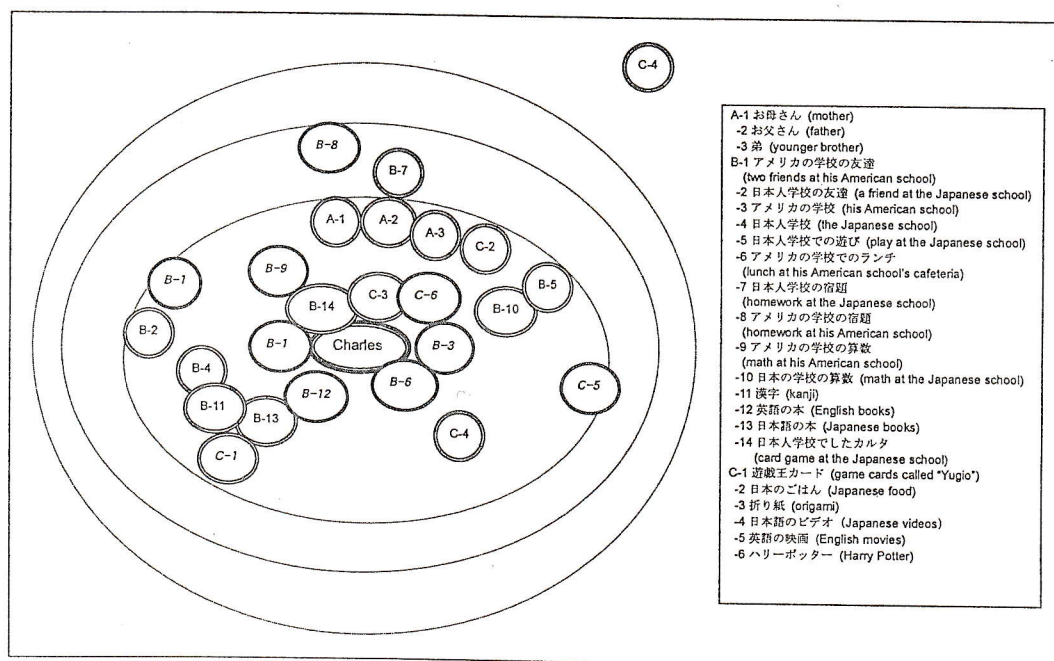 C-4
B-8
B-7
A-1
A-2
A-3
C-2
B-9
B-1
B-5
C-3
C-6
B-14
B-10
B-2
B-1
Charles
B-3
B-4
B-6
C-5
B-12
B-11
B-13
C-4
C-1
A-1 お母さん (mother)
-2 お父さん (father)
-3 弟 (younger brother)
B-1 アメリカの学校の友達
(two friends at his American school)
-2 日本人学校の友達 (a friend at the Japanese school)
-3 アメリカの学校 (his American school)
-4 日本人学校 (the Japanese school)
-5 日本人学校での遊び (play at the Japanese school)
-6 アメリカの学校でのランチ
(lunch at his American school's cafeteria)
-7 日本人学校の宿題
(homework at the Japanese school)
-8 アメリカの学校の宿題
(homework at his American school)
-9 アメリカの学校の算数
(math at his American school)
-10 日本の学校の算数 (math at the Japanese school)
-11 漢字 (kanji)
-12 英語の本 (English books)
-13 日本語の本 (Japanese books)
-14 日本人学校でしたカルタ
(card game at the Japanese school)
C-1 遊戯王カード (game cards called "Yugio")
-2 日本のごはん (Japanese food)
-3 折り紙 (origami)
-4 日本語のビデオ (Japanese videos)
-5 英語の映画 (English movies)
-6 ハリーポッター (Harry Potter)